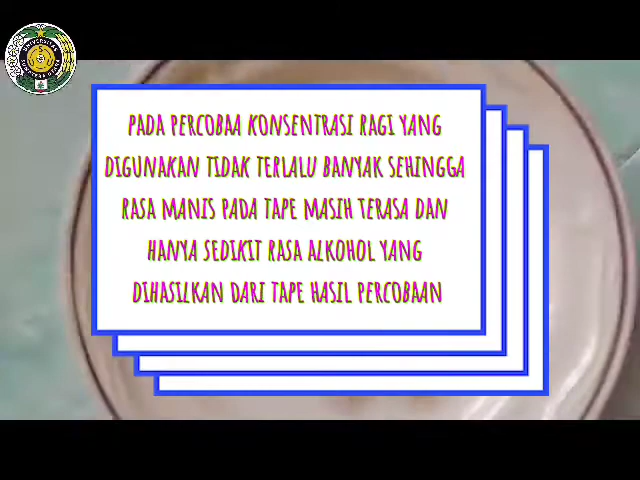 PADA PERCOBAA KONSENTRASI RAGI YANG
DIGUNAKAN TIDAK TERLALU BANYAK SEHINGGA
RASA MANIS PADA TAPE MASIH TERASA DAN
HANYA SEDIKIT RASA ALKOHOL YANG
DIHASILKAN DARI TAPE HASIL PERCOBAAN